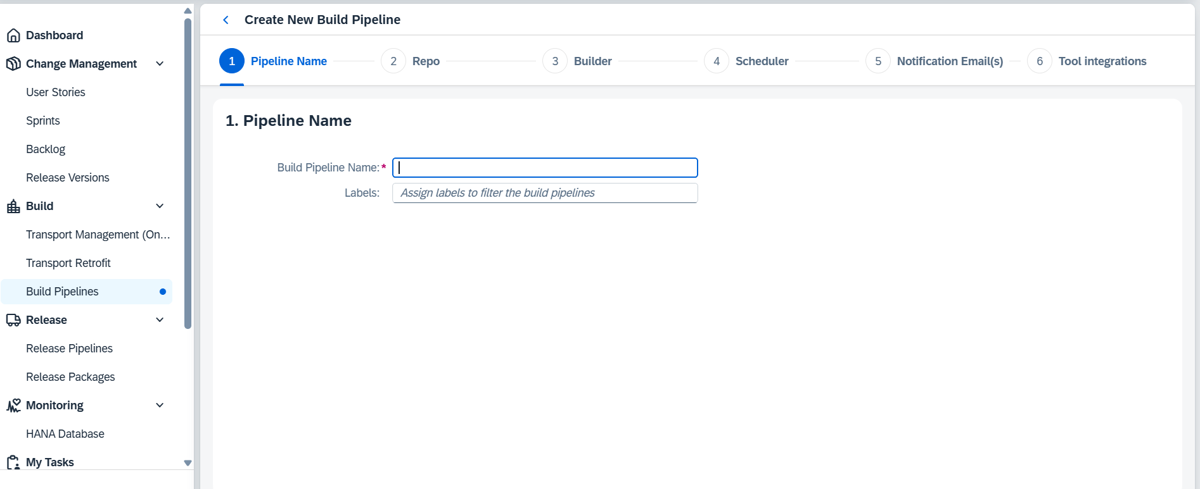 Create New Build Pipeline
Dashboard
Change Management
User Stories
Sprints
Backlog
Release Versions
Build
Transport Management (On...
Transport Retrofit
Build Pipelines
Release
Release Pipelines
Release Packages
Monitoring
HANA Database
My Tasks
1 Pipeline Name
2 Repo
3 Builder
4 Scheduler
5 Notification Email(s)
6 Tool integrations
1. Pipeline Name
Build Pipeline Name:*
Labels: Assign labels to filter the build pipelines